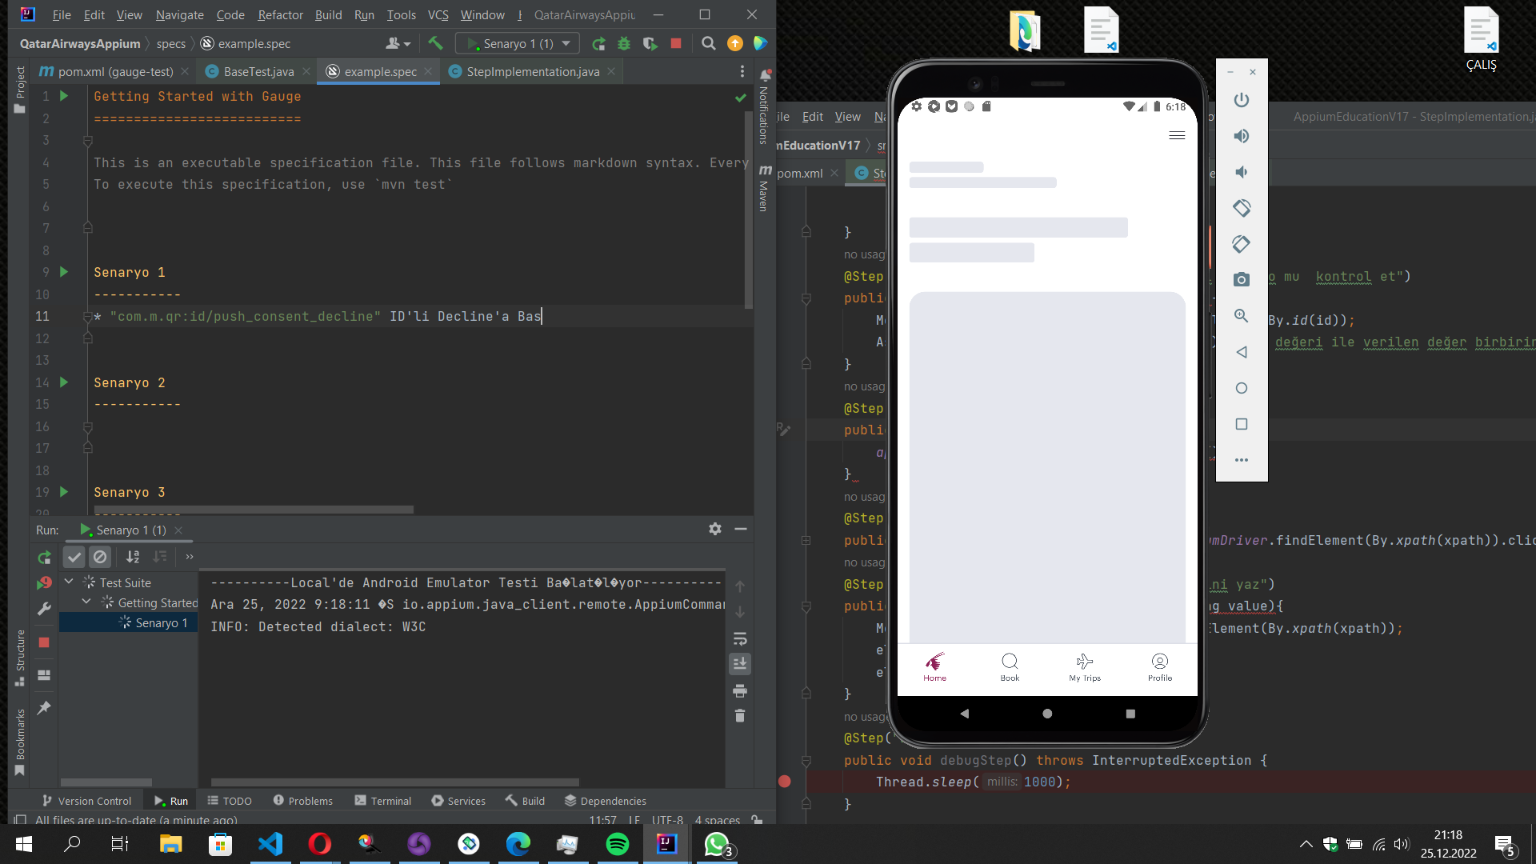 File Edit View Navigate Code Refactor Build Run Tools VCS Window QatarAirwaysAppium
QatarAirwaysAppium specs example.spec Senaryo 1 (1)
pom.xml (gauge-test) BaseTest.java example.spec StepImplementation.java
Project
Notifications
Maven
Structure
Bookmarks
1 Getting Started with Gauge
2 ==========================
3
4 This is an executable specification file. This file follows markdown syntax. Every
5 To execute this specification, use `mvn test`
6
7
8
9 Senaryo 1
10 -----------
11 * "com.m.qr:id/push_consent_decline" ID'li Decline'a Bas
12
13
14 Senaryo 2
15 -----------
16
17
18
19 Senaryo 3
20 -----------
Run: Senaryo 1 (1)
Test Suite
Getting Started
Senaryo 1
----------Local'de Android Emulator Testi Ba�lat�l�yor----------
Ara 25, 2022 9:18:11 �S io.appium.java_client.remote.AppiumComman
INFO: Detected dialect: W3C
Version Control Run TODO Problems Terminal Services Build Dependencies
All files are up-to-date (a minute ago) 11:57 LF UTF-8 4 spaces
6:18
Home Book My Trips Profile
ÇALIŞ
Edit View AppiumEducationV17 - StepImplementation.j
mEducationV17
pom.xml
}
no usag
@Step mu kontrol et")
public
By.id(id));
değeri ile verilen değer birbirin
}
no usag
@Step
public
}
no usag
@Step
public mDriver.findElement(By.xpath(xpath)).clic
no usag
@Step ni yaz")
public g value){
lement(By.xpath(xpath));
}
no usag
@Step("
public void debugStep() throws InterruptedException {
Thread.sleep( millis: 1000);
}
3
21:18
25.12.2022
5